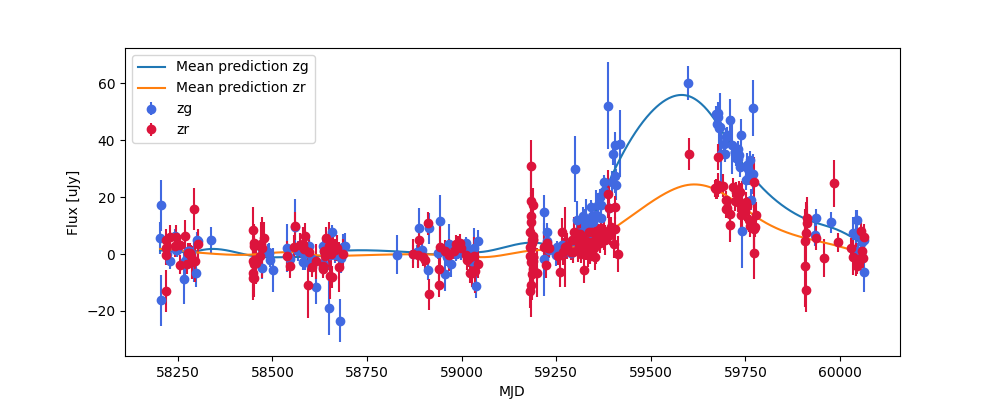 Mean prediction zg
Mean prediction zr
zg
zr
60
40
20
0
−20
Flux [uJy]
58250 58500 58750 59000 59250 59500 59750 60000
MJD